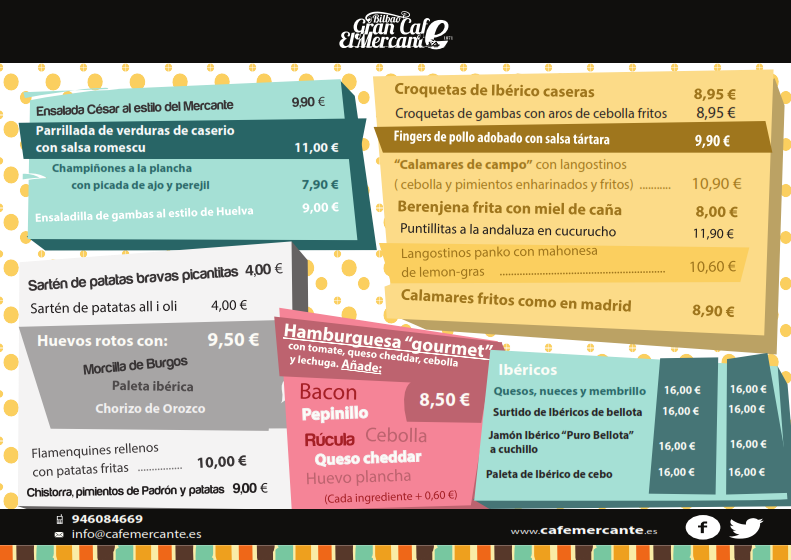 Bilbao
Gran Café
El Mercante
Ensalada César al estilo del Mercante 9,90 €
Parrillada de verduras de caserio
con salsa romescu 11,00 €
Champiñones a la plancha
con picada de ajo y perejil 7,90 €
Ensaladilla de gambas al estilo de Huelva 9,00 €
Croquetas de Ibérico caseras 8,95 €
Croquetas de gambas con aros de cebolla fritos 8,95 €
Fingers de pollo adobado con salsa tártara 9,90 €
“Calamares de campo” con langostinos
( cebolla y pimientos enharinados y fritos) ........... 10,90 €
Berenjena frita con miel de caña 8,00 €
Puntillitas a la andaluza en cucurucho 11,90 €
Langostinos panko con mahonesa
de lemon-gras ........................................................ 10,60 €
Calamares fritos como en madrid 8,90 €
Sartén de patatas bravas picantitas 4,00 €
Sartén de patatas all i oli 4,00 €
Huevos rotos con: 9,50 €
Morcilla de Burgos
Paleta ibérica
Chorizo de Orozco
Flamenquines rellenos
con patatas fritas ............... 10,00 €
Chistorra, pimientos de Padrón y patatas 9,00 €
Hamburguesa “gourmet”
con tomate, queso cheddar, cebolla
y lechuga. Añade:
Bacon 8,50 €
Pepinillo
Rúcula Cebolla
Queso cheddar
Huevo plancha
(Cada ingrediente + 0,60 €)
Ibéricos
Quesos, nueces y membrillo 16,00 € 16,00 €
Surtido de Ibéricos de bellota 16,00 € 16,00 €
Jamón Ibérico “Puro Bellota”
a cuchillo 16,00 € 16,00 €
Paleta de Ibérico de cebo 16,00 € 16,00 €
946084669
info@cafemercante.es
www.cafemercante.es